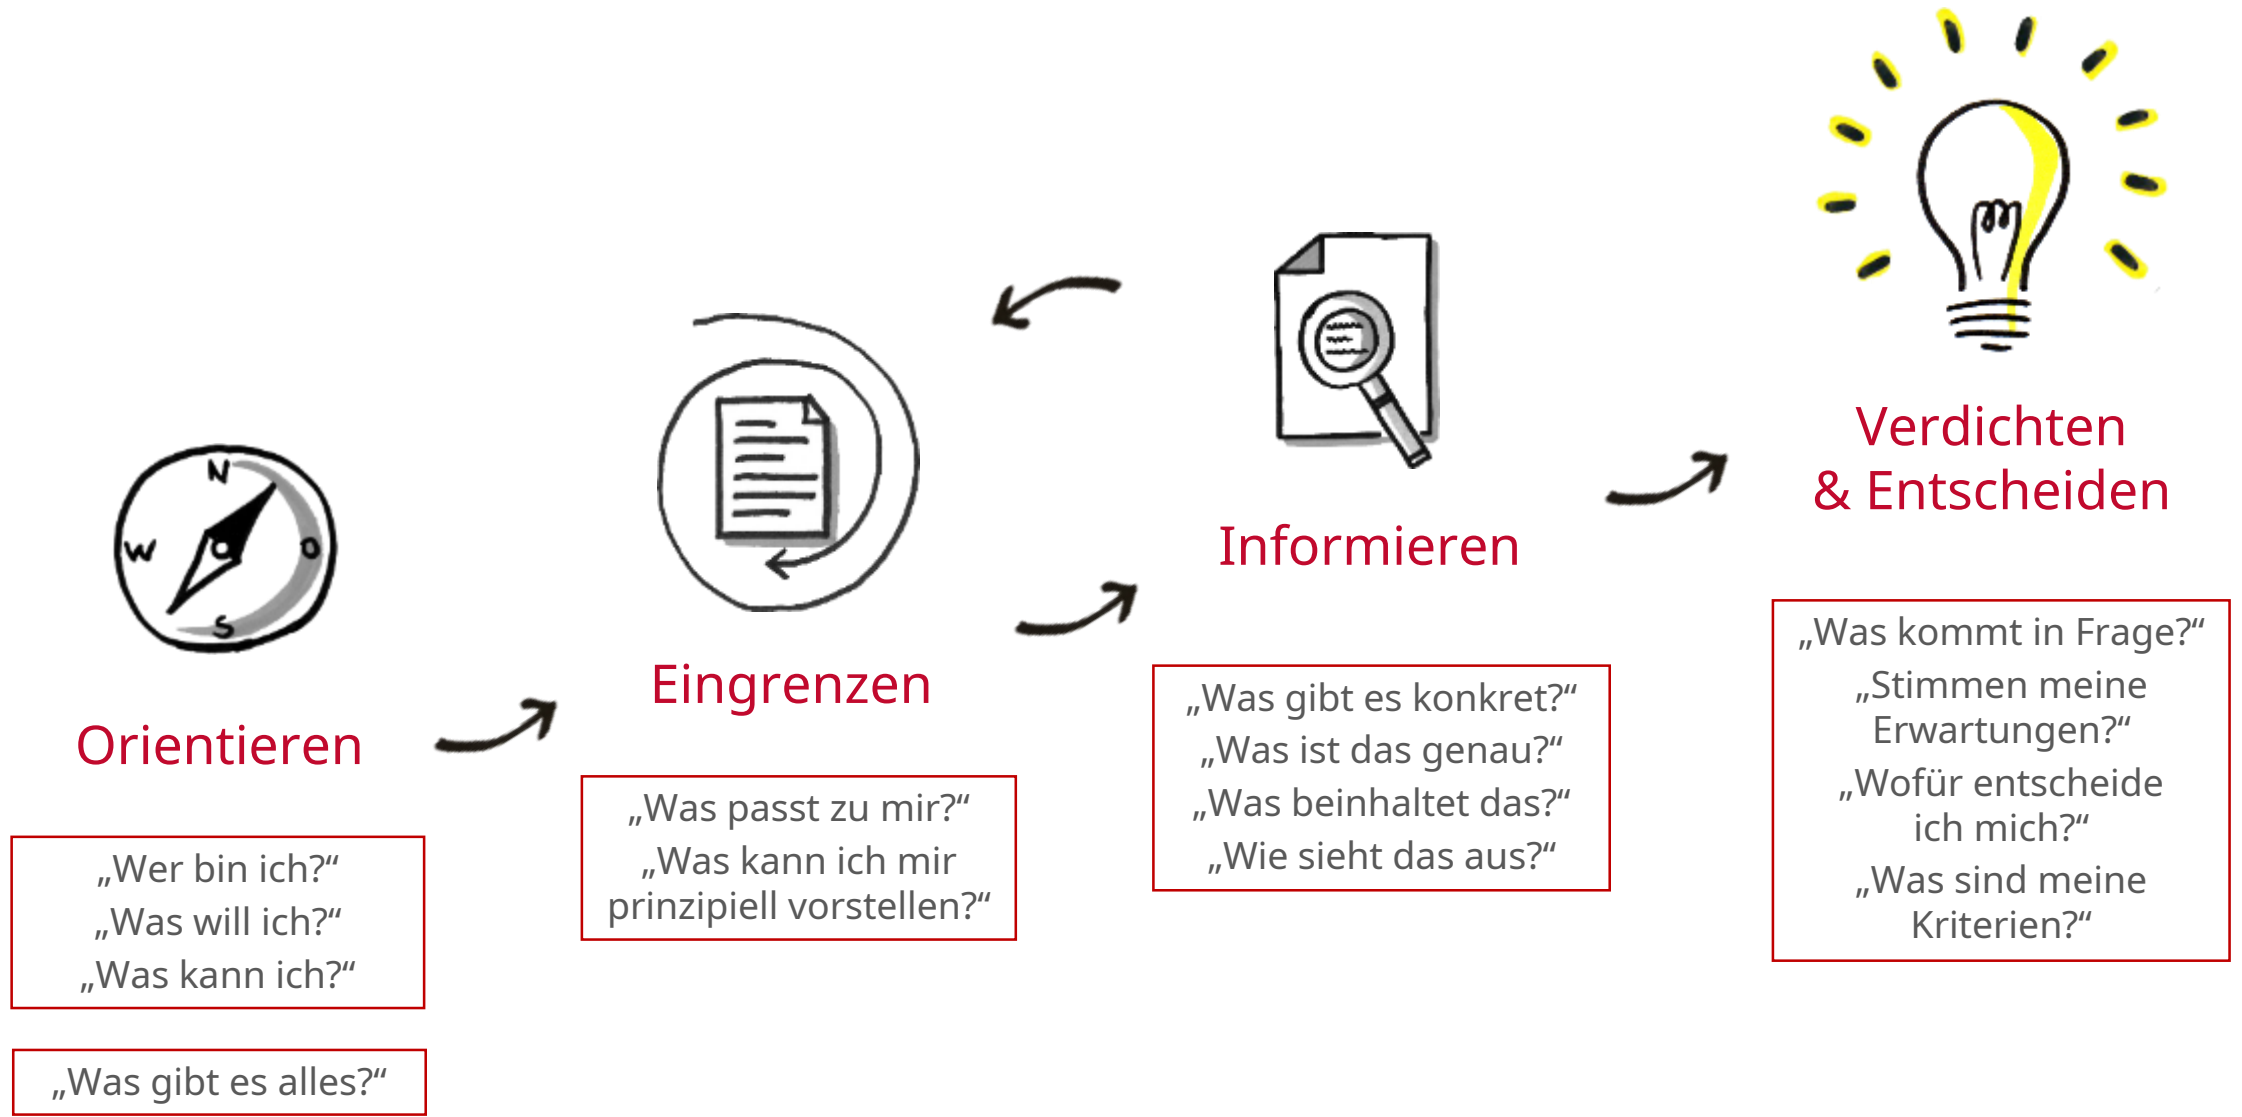 N
W
O
S
Orientieren
„Wer bin ich?“
„Was will ich?“
„Was kann ich?“
„Was gibt es alles?“
Eingrenzen
„Was passt zu mir?“
„Was kann ich mir
prinzipiell vorstellen?“
Informieren
„Was gibt es konkret?“
„Was ist das genau?“
„Was beinhaltet das?“
„Wie sieht das aus?“
Verdichten
& Entscheiden
„Was kommt in Frage?“
„Stimmen meine
Erwartungen?“
„Wofür entscheide
ich mich?“
„Was sind meine
Kriterien?“